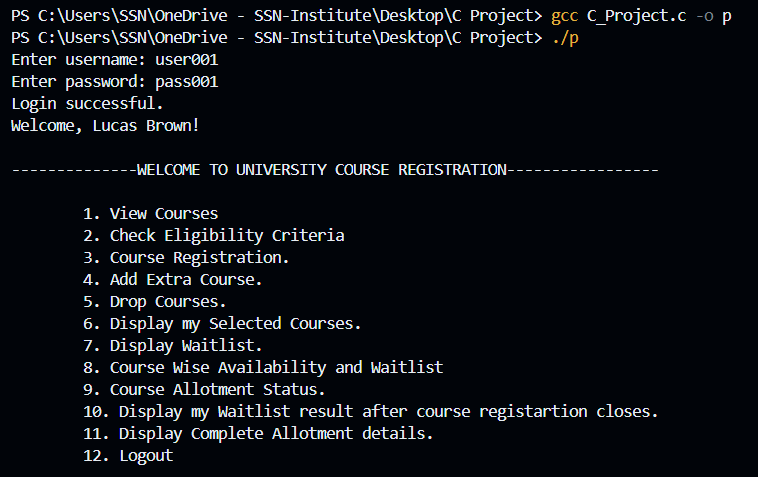 PS C:\Users\SSN\OneDrive - SSN-Institute\Desktop\C Project> gcc C_Project.c -o p
PS C:\Users\SSN\OneDrive - SSN-Institute\Desktop\C Project> ./p
Enter username: user001
Enter password: pass001
Login successful.
Welcome, Lucas Brown!
--------------WELCOME TO UNIVERSITY COURSE REGISTRATION-----------------
1. View Courses
2. Check Eligibility Criteria
3. Course Registration.
4. Add Extra Course.
5. Drop Courses.
6. Display my Selected Courses.
7. Display Waitlist.
8. Course Wise Availability and Waitlist
9. Course Allotment Status.
10. Display my Waitlist result after course registartion closes.
11. Display Complete Allotment details.
12. Logout